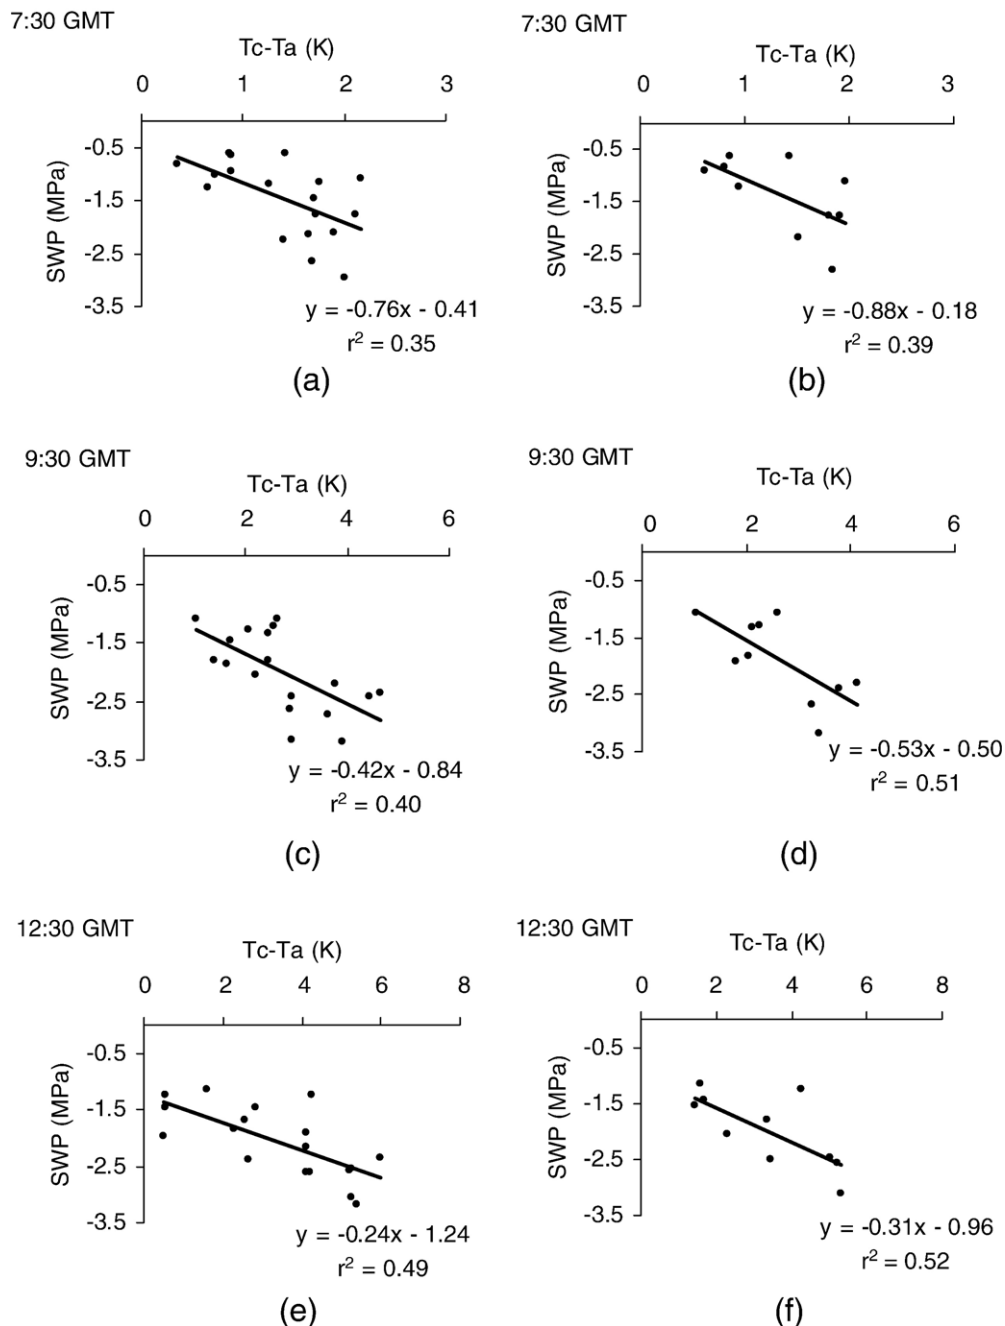 7:30 GMT
Tc-Ta (K)
0 1 2 3
-0.5
-1.5
-2.5
-3.5
SWP (MPa)
y = -0.76x - 0.41
r² = 0.35
(a)
7:30 GMT
Tc-Ta (K)
0 1 2 3
-0.5
-1.5
-2.5
-3.5
SWP (MPa)
y = -0.88x - 0.18
r² = 0.39
(b)
9:30 GMT
Tc-Ta (K)
0 2 4 6
-0.5
-1.5
-2.5
-3.5
SWP (MPa)
y = -0.42x - 0.84
r² = 0.40
(c)
9:30 GMT
Tc-Ta (K)
0 2 4 6
-0.5
-1.5
-2.5
-3.5
SWP (MPa)
y = -0.53x - 0.50
r² = 0.51
(d)
12:30 GMT
Tc-Ta (K)
0 2 4 6 8
-0.5
-1.5
-2.5
-3.5
SWP (MPa)
y = -0.24x - 1.24
r² = 0.49
(e)
12:30 GMT
Tc-Ta (K)
0 2 4 6 8
-0.5
-1.5
-2.5
-3.5
SWP (MPa)
y = -0.31x - 0.96
r² = 0.52
(f)